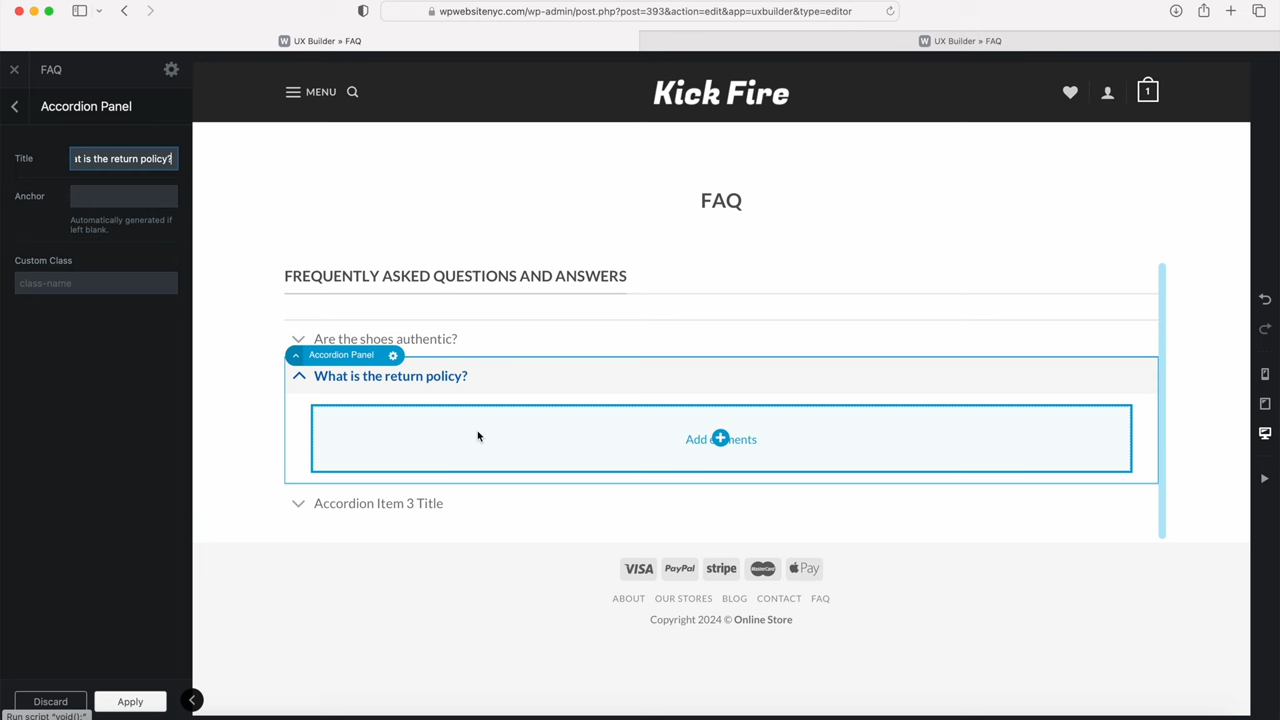 wpwebsitenyc.com/wp-admin/post.php?post=393&action=edit&app=uxbuilder&type=editor
UX Builder » FAQ
UX Builder » FAQ
FAQ
Accordion Panel
Title
at is the return policy?
Anchor
Automatically generated if
left blank.
Custom Class
class-name
Discard
Apply
Run script "void();"
MENU
Kick Fire
1
FAQ
FREQUENTLY ASKED QUESTIONS AND ANSWERS
Are the shoes authentic?
Accordion Panel
What is the return policy?
Add elements
Accordion Item 3 Title
VISA
PayPal
stripe
MasterCard
Pay
ABOUT
OUR STORES
BLOG
CONTACT
FAQ
Copyright 2024 © Online Store